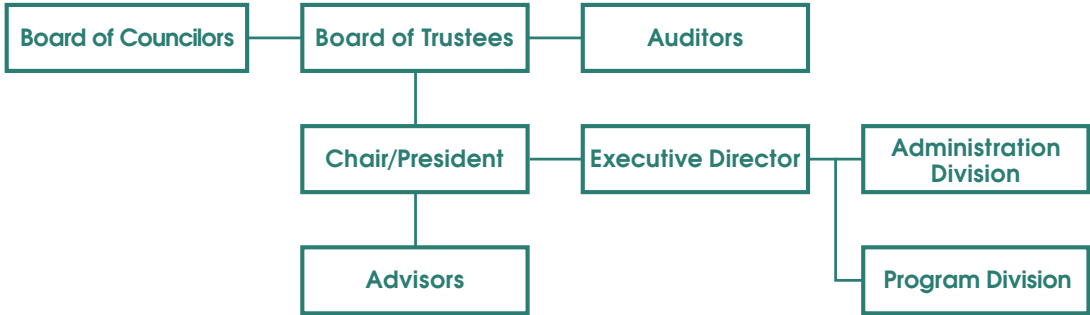 Board of Councilors
Board of Trustees
Auditors
Chair/President
Executive Director
Administration
Division
Advisors
Program Division